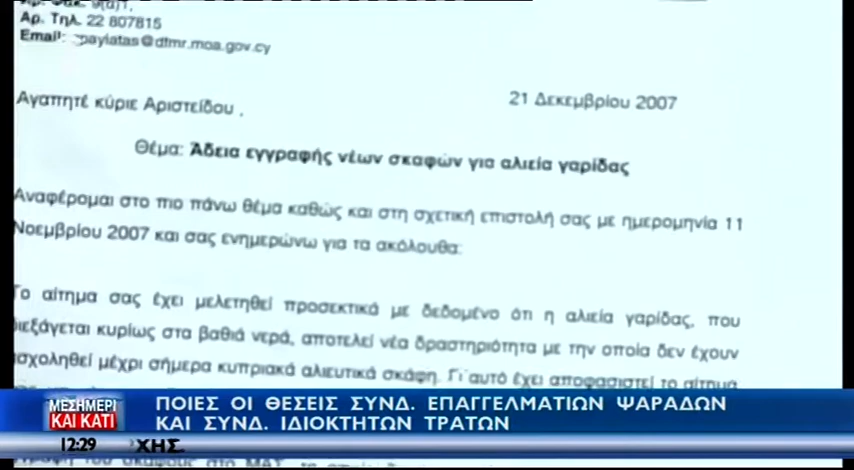 Αρ. Τηλ. 22 807815
Email: @dfmr.moa.gov.cy
Αγαπητέ κύριε Αριστείδου,
21 Δεκεμβρίου 2007
Θέμα: Άδεια εγγραφής νέων σκαφών για αλιεία γαρίδας
Αναφέρομαι στο πιο πάνω θέμα καθώς και στη σχετική επιστολή σας με ημερομηνία 11
Νοεμβρίου 2007 και σας ενημερώνω για τα ακόλουθα:
Το αίτημα σας έχει μελετηθεί προσεκτικά με δεδομένο ότι η αλιεία γαρίδας, που
διεξάγεται κυρίως στα βαθιά νερά, αποτελεί νέα δραστηριότητα με την οποία δεν έχουν
ασχοληθεί μέχρι σήμερα κυπριακά αλιευτικά σκάφη. Γι΄αυτό έχει αποφασιστεί το αίτημα
ΜΕΣΗΜΕΡΙ
ΚΑΙ ΚΑΤΙ
ΠΟΙΕΣ ΟΙ ΘΕΣΕΙΣ ΣΥΝΔ. ΕΠΑΓΓΕΛΜΑΤΙΩΝ ΨΑΡΑΔΩΝ
ΚΑΙ ΣΥΝΔ. ΙΔΙΟΚΤΗΤΩΝ ΤΡΑΤΩΝ
12:29
ΧΗΣ.